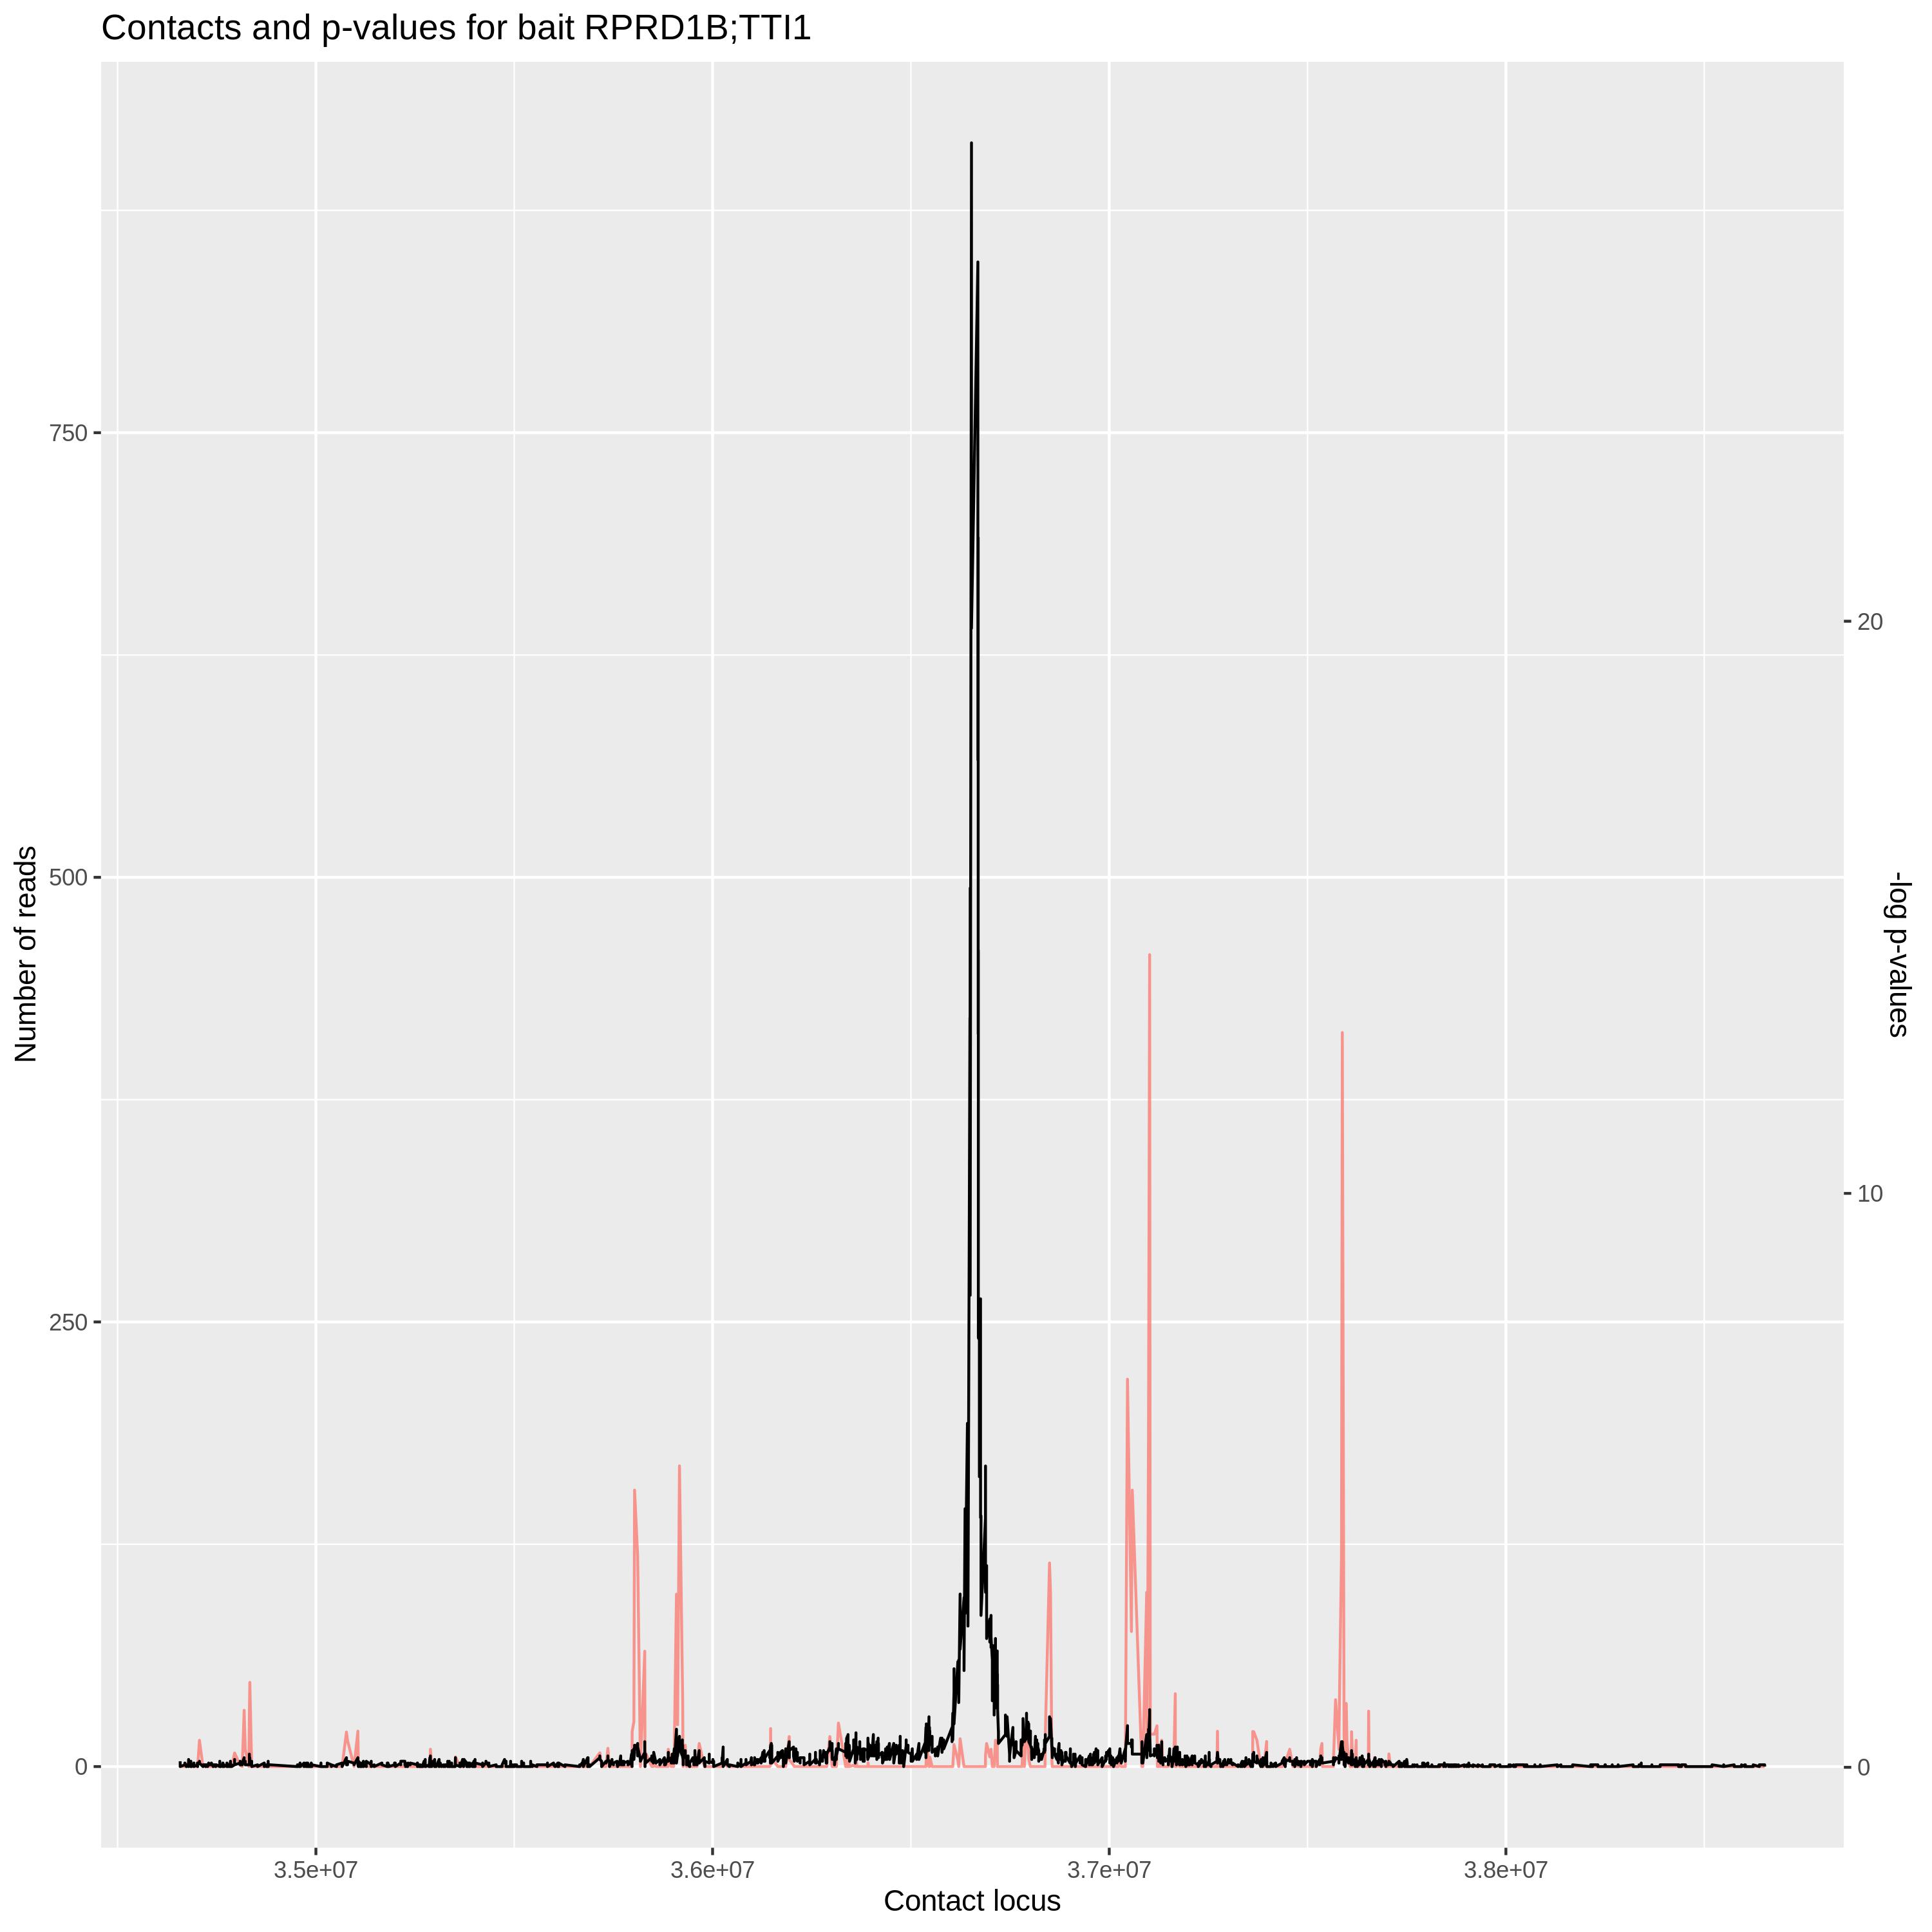 Contacts and p-values for bait RPRD1B;TTI1
750
500
250
0
Number of reads
20
10
0
-log p-values
3.5e+07
3.6e+07
3.7e+07
3.8e+07
Contact locus